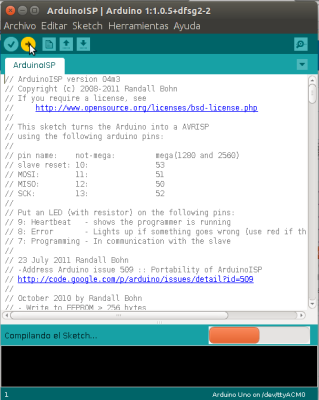 ArduinoISP | Arduino 1:1.0.5+dfsg2-2
Archivo Editar Sketch Herramientas Ayuda
ArduinoISP
// ArduinoISP version 04m3
// Copyright (c) 2008-2011 Randall Bohn
// If you require a license, see
// http://www.opensource.org/licenses/bsd-license.php
//
// This sketch turns the Arduino into a AVRISP
// using the following arduino pins:
//
// pin name: not-mega: mega(1280 and 2560)
// slave reset: 10: 53
// MOSI: 11: 51
// MISO: 12: 50
// SCK: 13: 52
//
// Put an LED (with resistor) on the following pins:
// 9: Heartbeat - shows the programmer is running
// 8: Error - Lights up if something goes wrong (use red if th
// 7: Programming - In communication with the slave
//
// 23 July 2011 Randall Bohn
// -Address Arduino issue 509 :: Portability of ArduinoISP
// http://code.google.com/p/arduino/issues/detail?id=509
//
// October 2010 by Randall Bohn
// - Write to EEPROM > 256 bytes
Compilando el Sketch...
1
Arduino Uno on /dev/ttyACM0